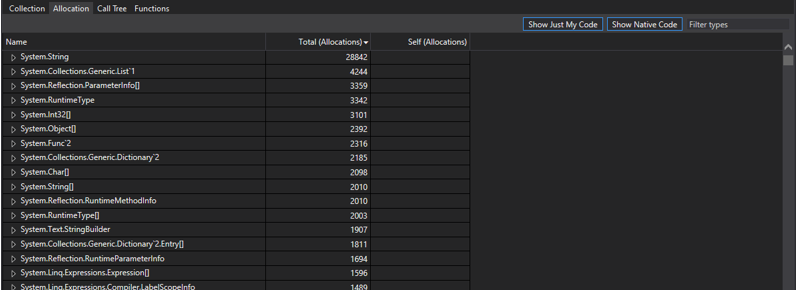 Collection Allocation Call Tree Functions
Show Just My Code Show Native Code Filter types
Name Total (Allocations) Self (Allocations)
System.String 28842
System.Collections.Generic.List`1 4244
System.Reflection.ParameterInfo[] 3359
System.RuntimeType 3342
System.Int32[] 3101
System.Object[] 2392
System.Func`2 2316
System.Collections.Generic.Dictionary`2 2185
System.Char[] 2098
System.String[] 2010
System.Reflection.RuntimeMethodInfo 2010
System.RuntimeType[] 2003
System.Text.StringBuilder 1907
System.Collections.Generic.Dictionary`2.Entry[] 1811
System.Reflection.RuntimeParameterInfo 1694
System.Linq.Expressions.Expression[] 1596
System.Linq.Expressions.Compiler.LabelScopeInfo 1489